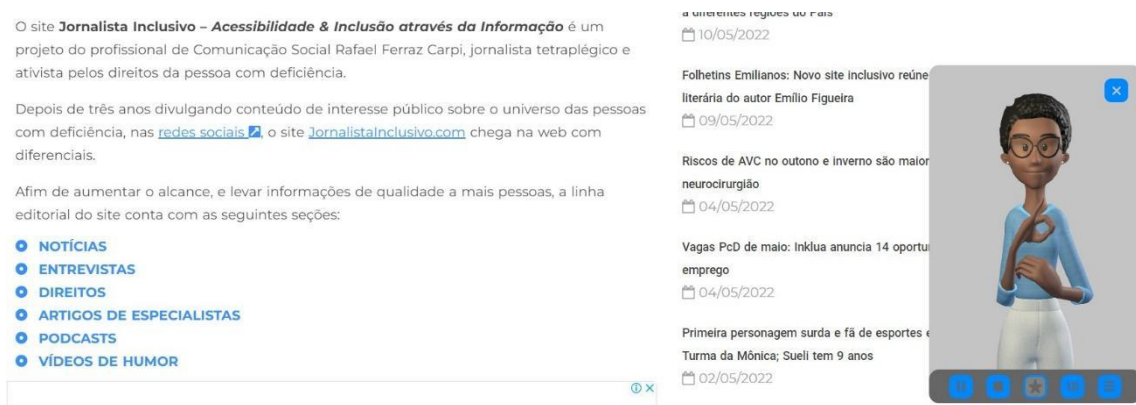 O site Jornalista Inclusivo – Acessibilidade & Inclusão através da Informação é um
projeto do profissional de Comunicação Social Rafael Ferraz Carpi, jornalista tetraplégico e
ativista pelos direitos da pessoa com deficiência.
Depois de três anos divulgando conteúdo de interesse público sobre o universo das pessoas
com deficiência, nas redes sociais, o site JornalistaInclusivo.com chega na web com
diferenciais.
Afim de aumentar o alcance, e levar informações de qualidade a mais pessoas, a linha
editorial do site conta com as seguintes seções:
NOTÍCIAS
ENTREVISTAS
DIREITOS
ARTIGOS DE ESPECIALISTAS
PODCASTS
VÍDEOS DE HUMOR
a diferentes regiões do País
10/05/2022
Folhetins Emilianos: Novo site inclusivo reúne
literária do autor Emílio Figueira
09/05/2022
Riscos de AVC no outono e inverno são maior
neurocirurgião
04/05/2022
Vagas PcD de maio: Inklua anuncia 14 oportu
emprego
04/05/2022
Primeira personagem surda e fã de esportes e
Turma da Mônica; Sueli tem 9 anos
02/05/2022